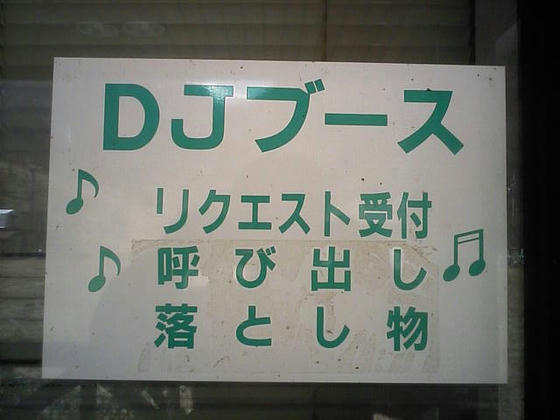 DJブース
リクエスト受付
呼び出し
落とし物